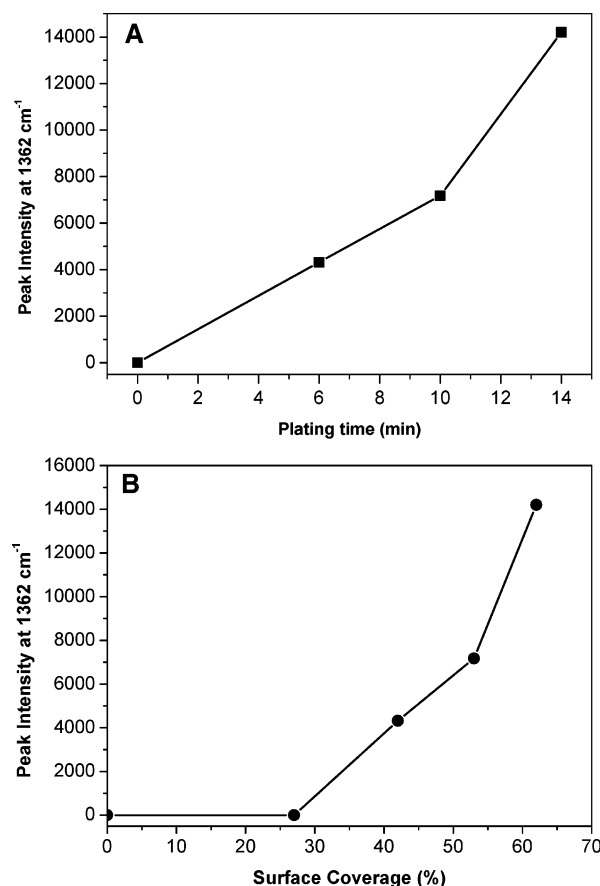 A
14000
12000
10000
8000
6000
4000
2000
0
Peak Intensity at 1362 cm⁻¹
0 2 4 6 8 10 12 14
Plating time (min)
B
16000
14000
12000
10000
8000
6000
4000
2000
0
Peak Intensity at 1362 cm⁻¹
0 10 20 30 40 50 60 70
Surface Coverage (%)